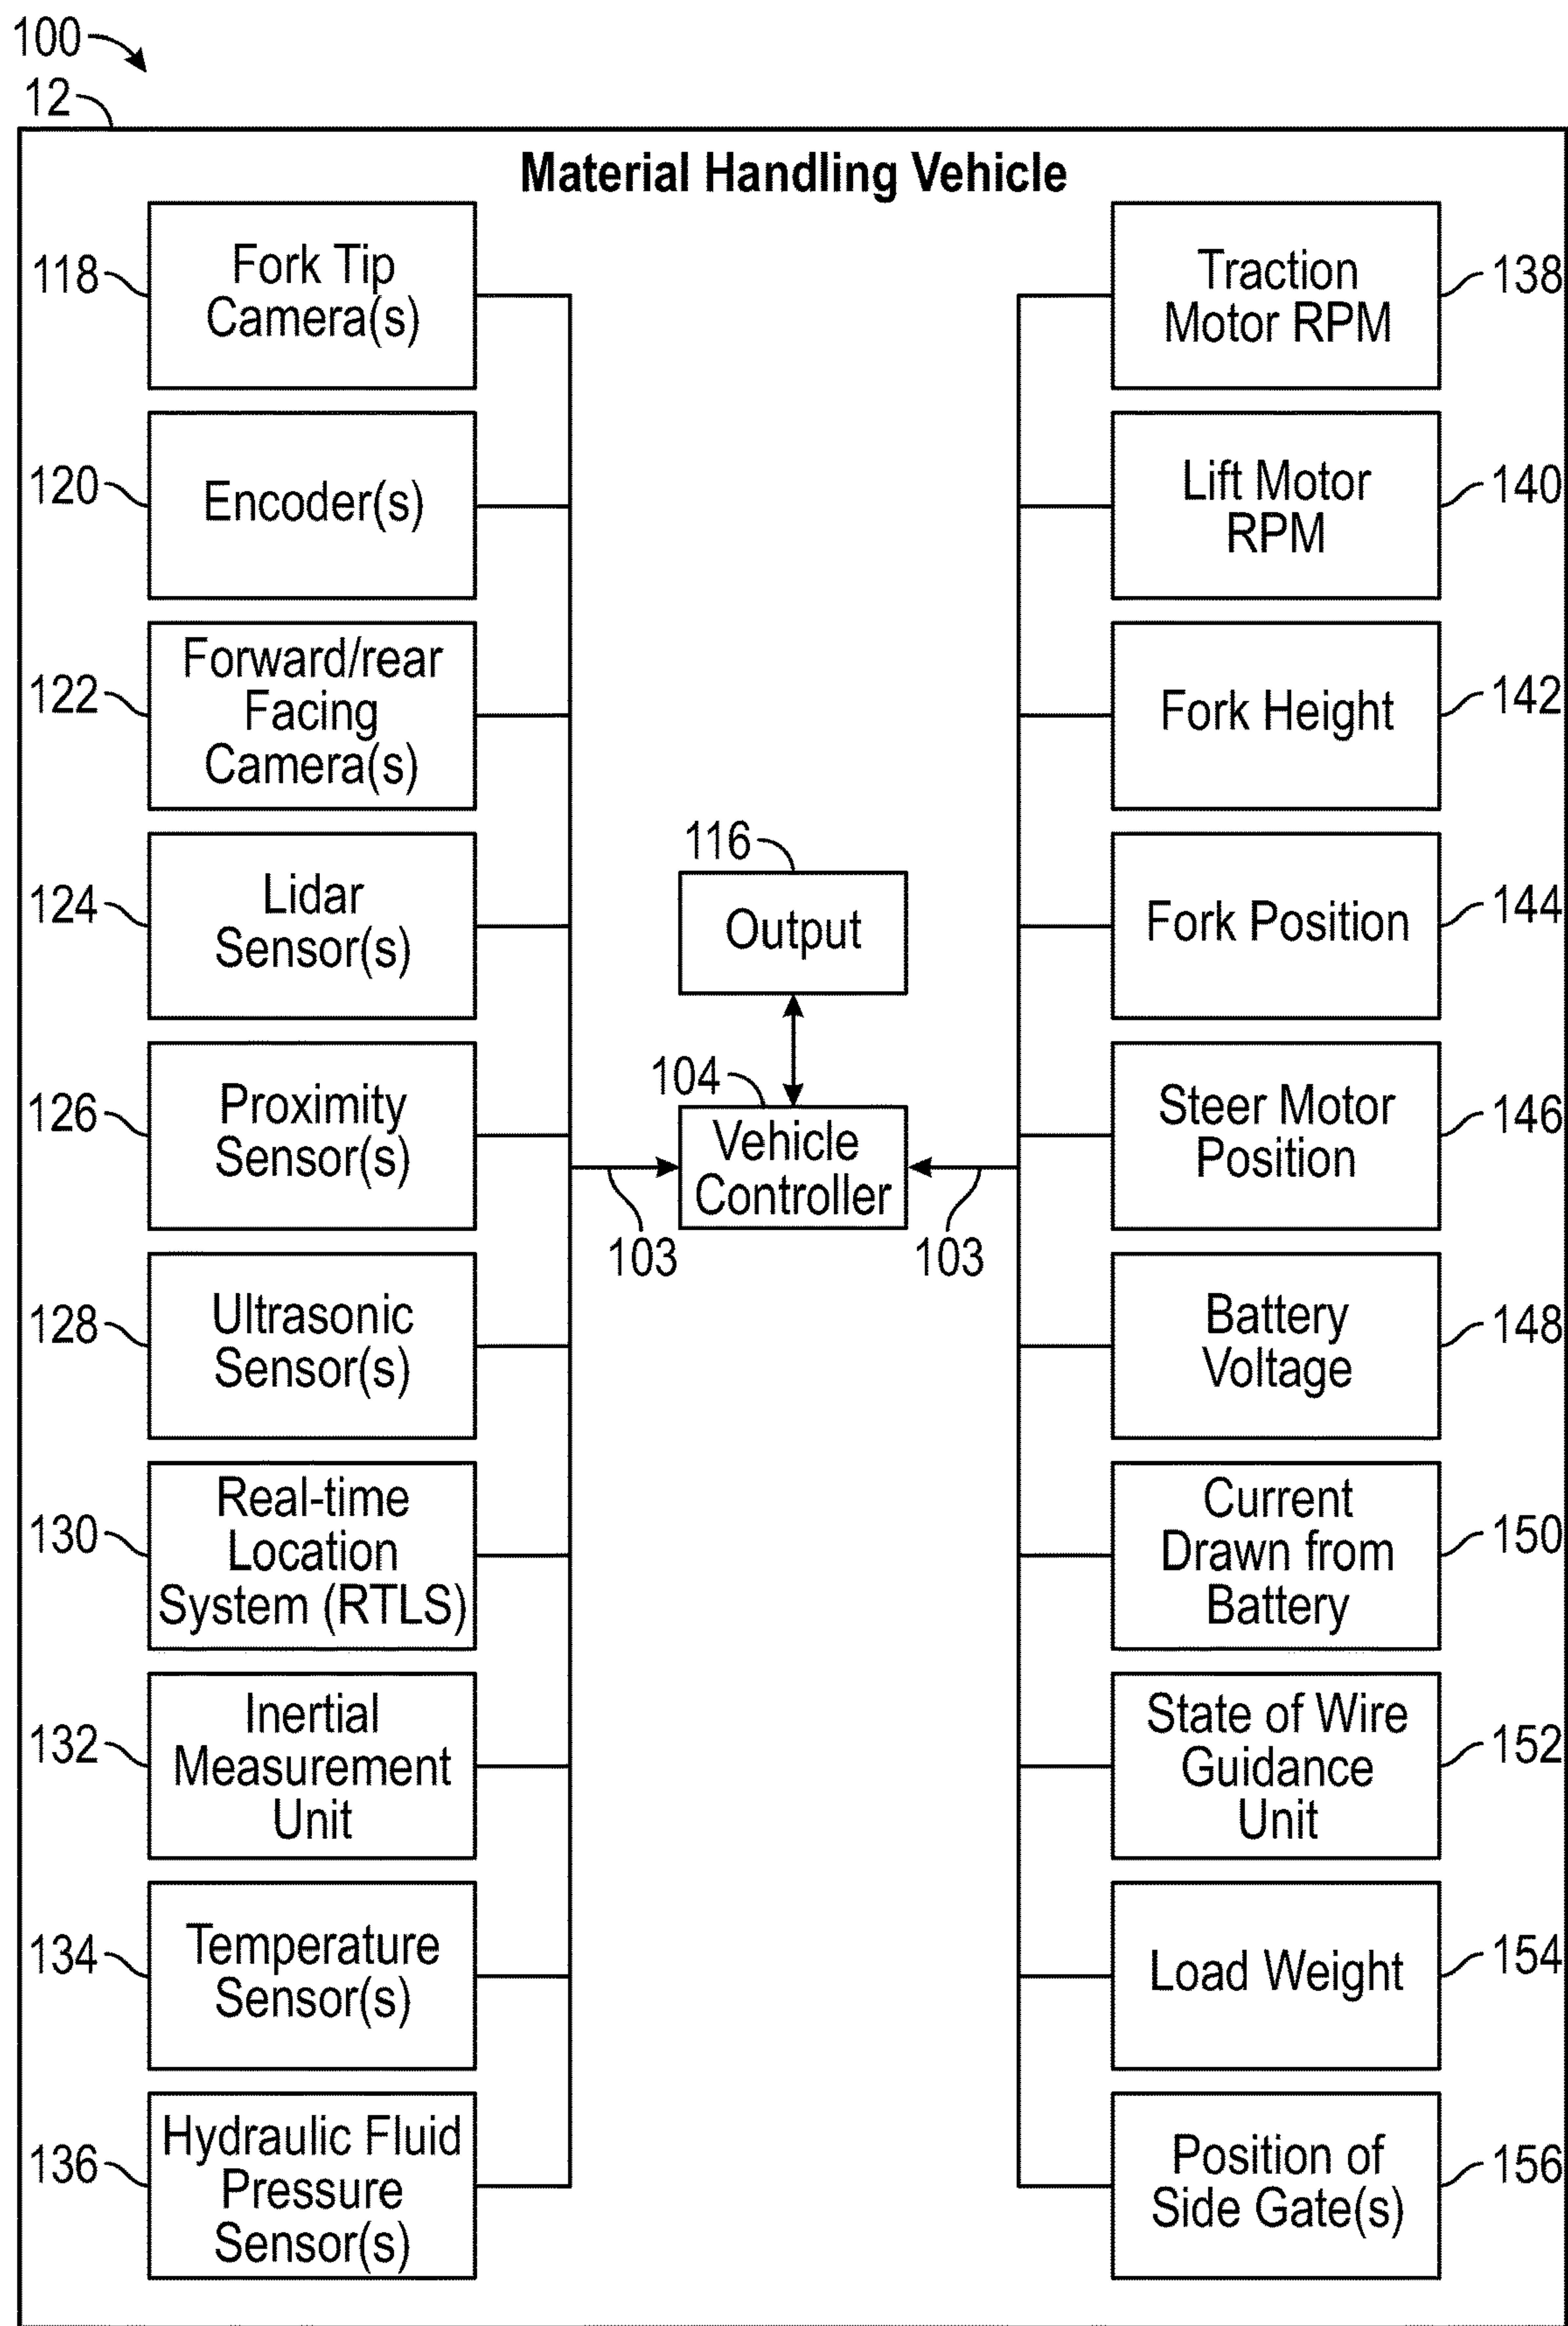 100
12
Material Handling Vehicle
118
Fork Tip
Camera(s)
120
Encoder(s)
122
Forward/rear
Facing
Camera(s)
124
Lidar
Sensor(s)
126
Proximity
Sensor(s)
128
Ultrasonic
Sensor(s)
130
Real-time
Location
System (RTLS)
132
Inertial
Measurement
Unit
134
Temperature
Sensor(s)
136
Hydraulic Fluid
Pressure
Sensor(s)
116
Output
104
Vehicle
Controller
103
103
Traction
Motor RPM
138
Lift Motor
RPM
140
Fork Height
142
Fork Position
144
Steer Motor
Position
146
Battery
Voltage
148
Current
Drawn from
Battery
150
State of Wire
Guidance
Unit
152
Load Weight
154
Position of
Side Gate(s)
156